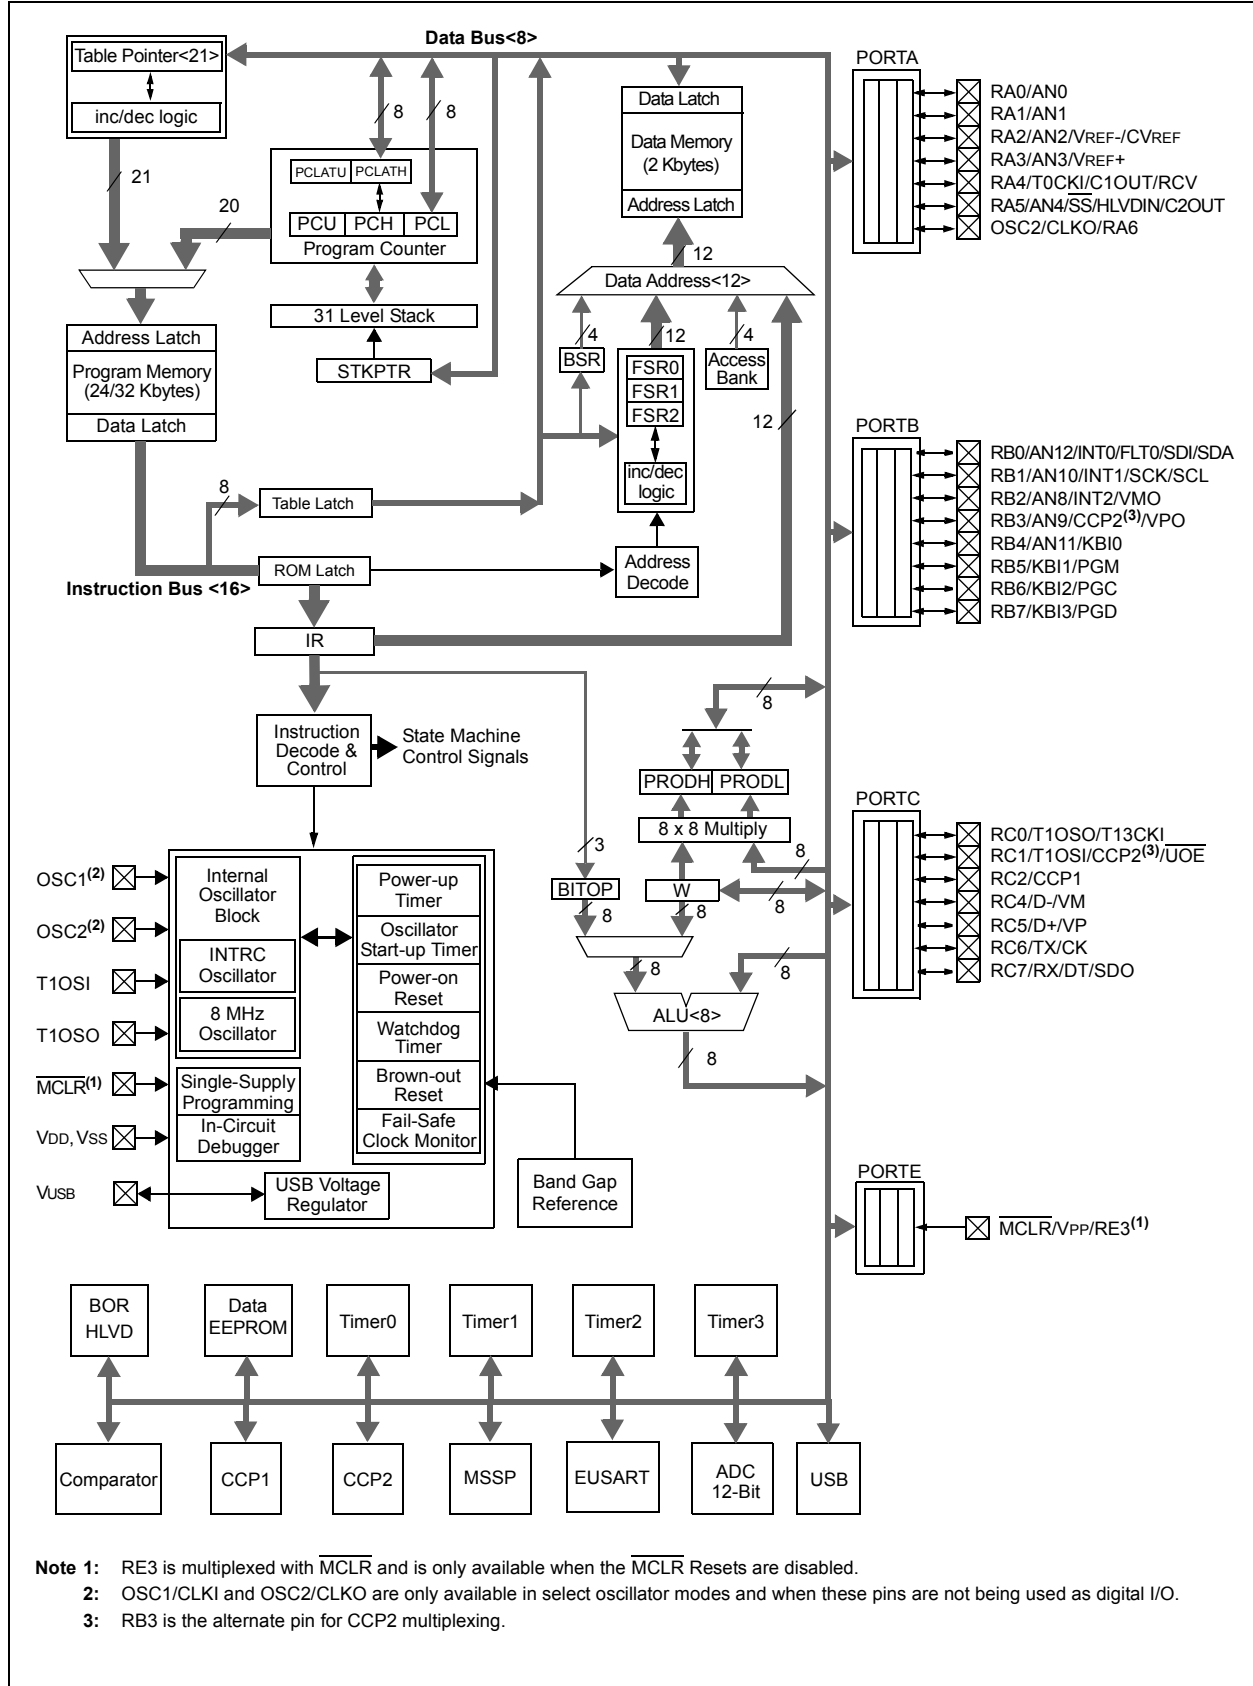 Data Bus<8>
Table Pointer<21>
inc/dec logic
21
20
8
8
PCLATU PCLATH
PCU PCH PCL
Program Counter
31 Level Stack
STKPTR
Address Latch
Program Memory
(24/32 Kbytes)
Data Latch
8
Table Latch
ROM Latch
Instruction Bus <16>
IR
Data Latch
Data Memory
(2 Kbytes)
Address Latch
12
Data Address<12>
4
12
4
BSR
FSR0
FSR1
FSR2
inc/dec
logic
Access
Bank
12
Address
Decode
Instruction
Decode &
Control
State Machine
Control Signals
8
PRODH PRODL
8 x 8 Multiply
3
8
BITOP
W
8
8
8
8
8
ALU<8>
8
OSC1(2)
OSC2(2)
T1OSI
T1OSO
MCLR(1)
VDD, VSS
VUSB
Internal
Oscillator
Block
INTRC
Oscillator
8 MHz
Oscillator
Single-Supply
Programming
In-Circuit
Debugger
USB Voltage
Regulator
Power-up
Timer
Oscillator
Start-up Timer
Power-on
Reset
Watchdog
Timer
Brown-out
Reset
Fail-Safe
Clock Monitor
Band Gap
Reference
PORTA
RA0/AN0
RA1/AN1
RA2/AN2/VREF-/CVREF
RA3/AN3/VREF+
RA4/T0CKI/C1OUT/RCV
RA5/AN4/SS/HLVDIN/C2OUT
OSC2/CLKO/RA6
PORTB
RB0/AN12/INT0/FLT0/SDI/SDA
RB1/AN10/INT1/SCK/SCL
RB2/AN8/INT2/VMO
RB3/AN9/CCP2(3)/VPO
RB4/AN11/KBI0
RB5/KBI1/PGM
RB6/KBI2/PGC
RB7/KBI3/PGD
PORTC
RC0/T1OSO/T13CKI
RC1/T1OSI/CCP2(3)/UOE
RC2/CCP1
RC4/D-/VM
RC5/D+/VP
RC6/TX/CK
RC7/RX/DT/SDO
PORTE
MCLR/VPP/RE3(1)
BOR
HLVD
Data
EEPROM
Timer0
Timer1
Timer2
Timer3
Comparator
CCP1
CCP2
MSSP
EUSART
ADC
12-Bit
USB
Note 1: RE3 is multiplexed with MCLR and is only available when the MCLR Resets are disabled.
2: OSC1/CLKI and OSC2/CLKO are only available in select oscillator modes and when these pins are not being used as digital I/O.
3: RB3 is the alternate pin for CCP2 multiplexing.